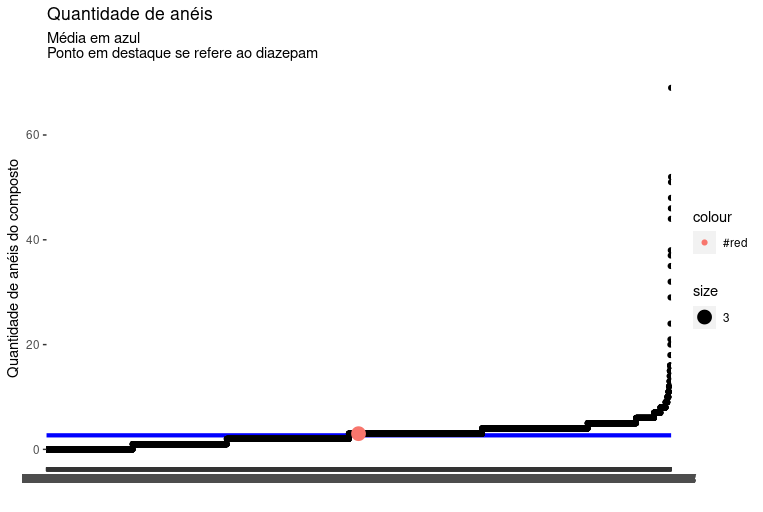 Quantidade de anéis
Média em azul
Ponto em destaque se refere ao diazepam
Quantidade de anéis do composto
60
40
20
0
colour
#red
size
3